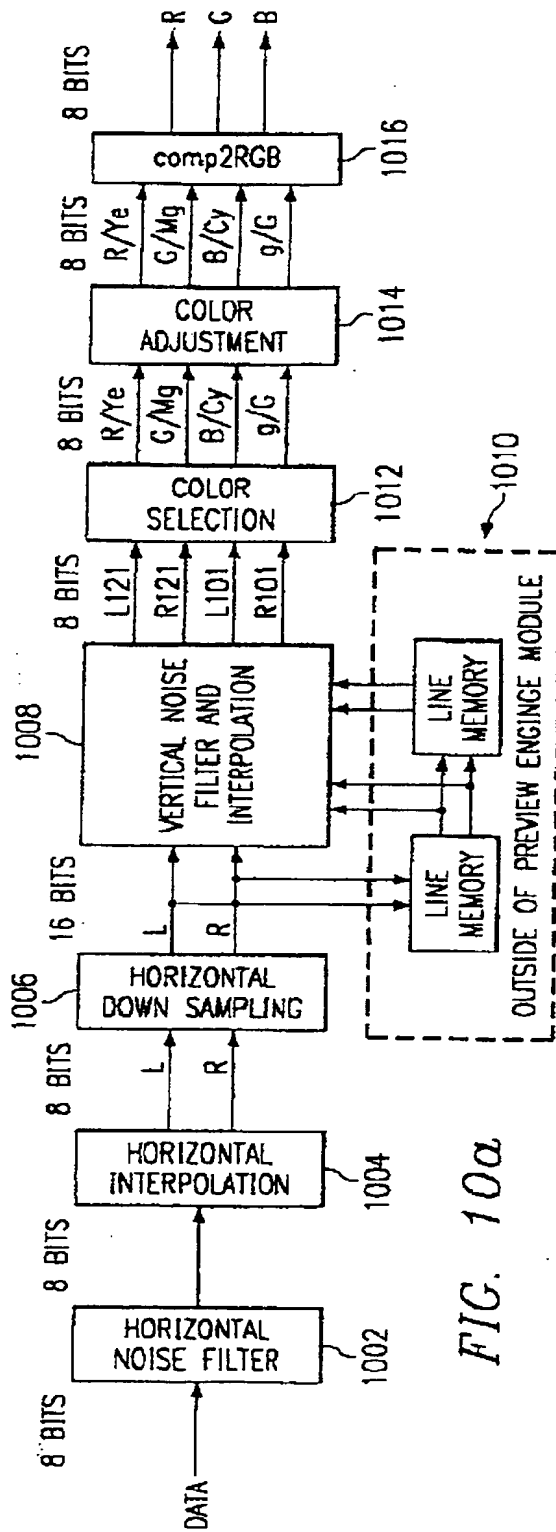 8 BITS
DATA
HORIZONTAL
NOISE FILTER
1002
8 BITS
HORIZONTAL
INTERPOLATION
1004
8 BITS
L
R
1006
HORIZONTAL
DOWN SAMPLING
16 BITS
L
R
1008
VERTICAL NOISE
FILTER AND
INTERPOLATION
8 BITS
L121
R121
L101
R101
COLOR
SELECTION
1012
8 BITS
R/Ye
G/Mg
B/Cy
g/G
COLOR
ADJUSTMENT
1014
8 BITS
R/Ye
G/Mg
B/Cy
g/G
comp2RGB
1016
8 BITS
R
G
B
LINE
MEMORY
LINE
MEMORY
1010
OUTSIDE OF PREVIEW ENGINGE MODULE
FIG. 10a